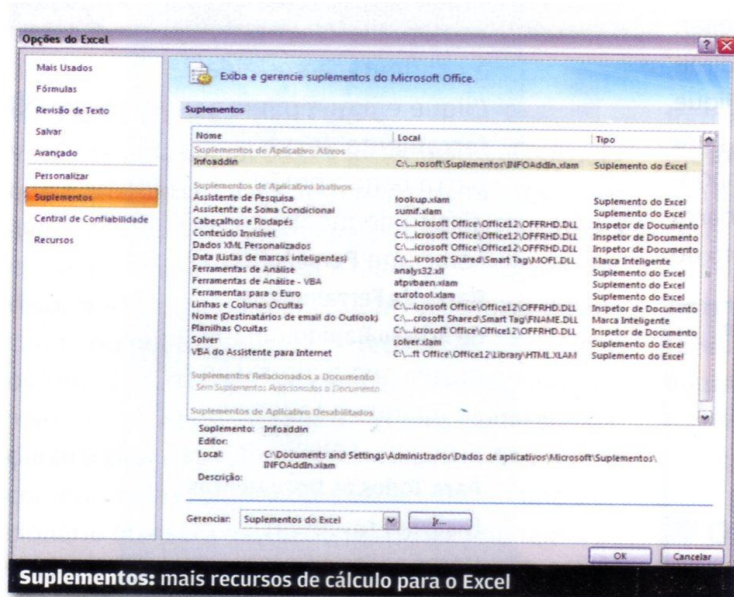 Opções do Excel
Mais Usados
Fórmulas
Revisão de Texto
Salvar
Avançado
Personalizar
Suplementos
Central de Confiabilidade
Recursos
Exiba e gerencie suplementos do Microsoft Office.
Suplementos
Nome Local Tipo
Suplementos de Aplicativo Ativos
Infoaddin C:\...rosoft\Suplementos\INFOAddIn.xlam Suplemento do Excel
Suplementos de Aplicativo Inativos
Assistente de Pesquisa lookup.xlam Suplemento do Excel
Assistente de Soma Condicional sumif.xlam Suplemento do Excel
Cabeçalhos e Rodapés C:\...icrosoft Office\Office12\OFFRHD.DLL Inspetor de Documento
Conteúdo Invisível C:\...icrosoft Office\Office12\OFFRHD.DLL Inspetor de Documento
Dados XML Personalizados C:\...icrosoft Office\Office12\OFFRHD.DLL Inspetor de Documento
Data (Listas de marcas inteligentes) C:\...icrosoft Shared\Smart Tag\MOFL.DLL Marca Inteligente
Ferramentas de Análise analys32.xll Suplemento do Excel
Ferramentas de Análise - VBA atpvbaen.xlam Suplemento do Excel
Ferramentas para o Euro eurotool.xlam Suplemento do Excel
Linhas e Colunas Ocultas C:\...icrosoft Office\Office12\OFFRHD.DLL Inspetor de Documento
Nome (Destinatários de email do Outlook) C:\...crosoft Shared\Smart Tag\FNAME.DLL Marca Inteligente
Planilhas Ocultas C:\...icrosoft Office\Office12\OFFRHD.DLL Inspetor de Documento
Solver solver.xlam Suplemento do Excel
VBA do Assistente para Internet C:\...ft Office\Office12\Library\HTML.XLAM Suplemento do Excel
Suplementos Relacionados a Documento
Sem Suplementos Relacionados a Documento
Suplementos de Aplicativo Desabilitados
Suplemento: Infoaddin
Editor:
Local: C:\Documents and Settings\Administrador\Dados de aplicativos\Microsoft\Suplementos\
INFOAddIn.xlam
Descrição:
Gerenciar: Suplementos do Excel Ir...
OK Cancelar
Suplementos: mais recursos de cálculo para o Excel